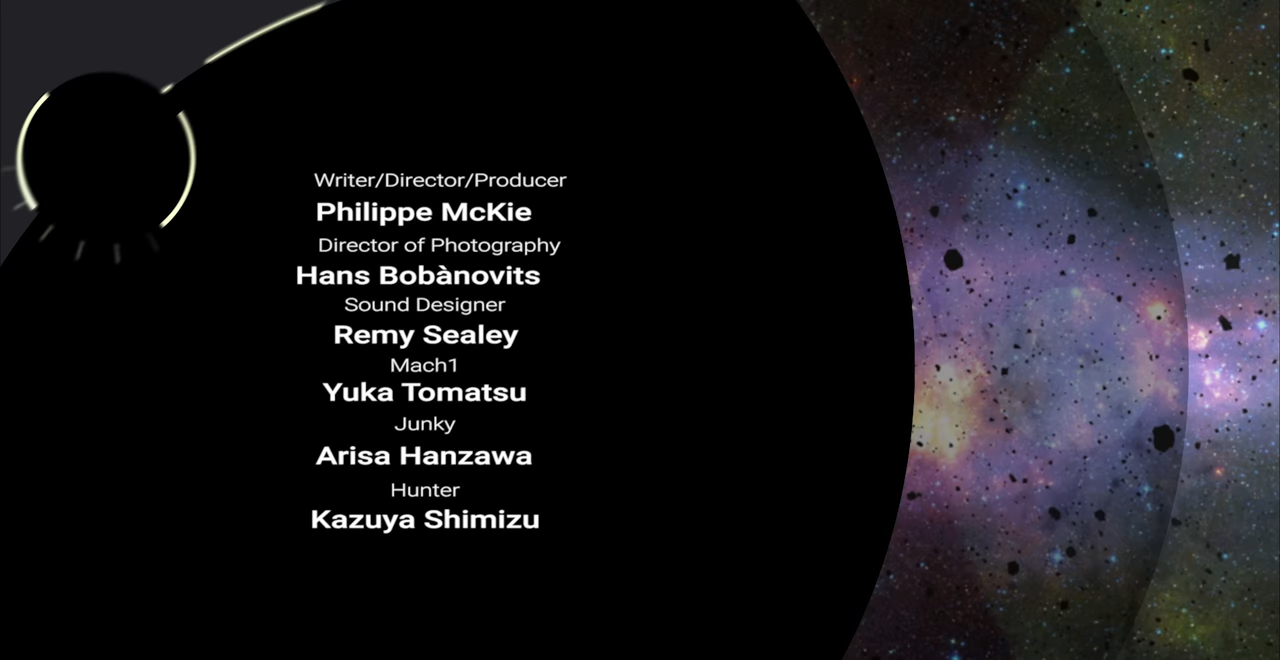 Writer/Director/Producer
Philippe McKie
Director of Photography
Hans Bobànovits
Sound Designer
Remy Sealey
Mach1
Yuka Tomatsu
Junky
Arisa Hanzawa
Hunter
Kazuya Shimizu